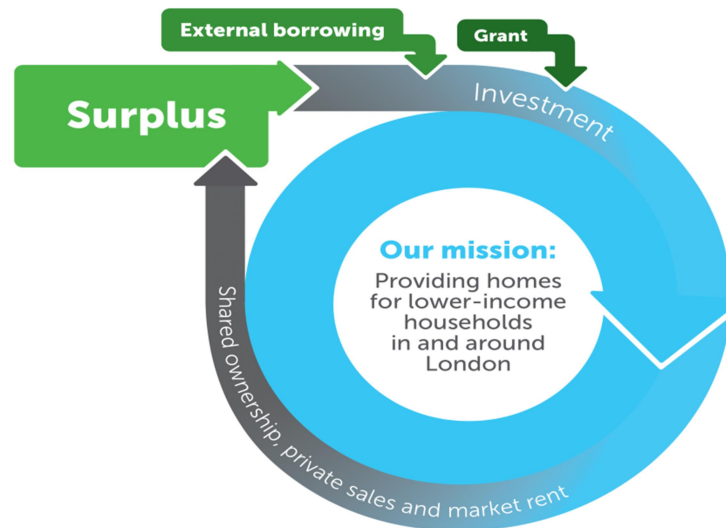 External borrowing
Grant
Surplus
Investment
Our mission:
Providing homes
for lower-income
households
in and around
London
Shared ownership, private sales and market rent